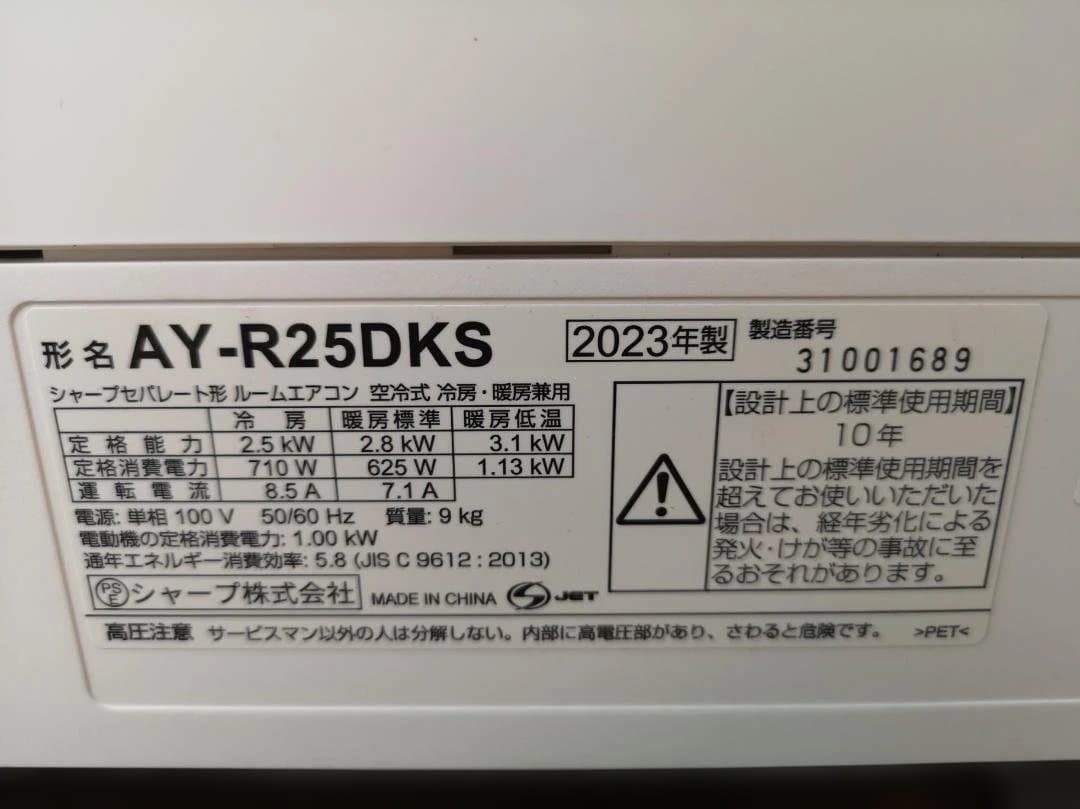 形名 AY-R25DKS 2023年製 製造番号 31001689
シャープセパレート形 ルームエアコン 空冷式 冷房・暖房兼用
冷房 暖房標準 暖房低温
定格能力 2.5 kW 2.8 kW 3.1 kW
定格消費電力 710 W 625 W 1.13 kW
運転電流 8.5 A 7.1 A
電源: 単相 100 V 50/60 Hz 質量: 9 kg
電動機の定格消費電力: 1.00 kW
通年エネルギー消費効率: 5.8 (JIS C 9612 : 2013)
PSE シャープ株式会社 MADE IN CHINA S JET
【設計上の標準使用期間】
10年
設計上の標準使用期間を
超えてお使いいただいた
場合は、経年劣化による
発火・けが等の事故に至
るおそれがあります。
高圧注意 サービスマン以外の人は分解しない。内部に高電圧部があり、さわると危険です。 >PET<